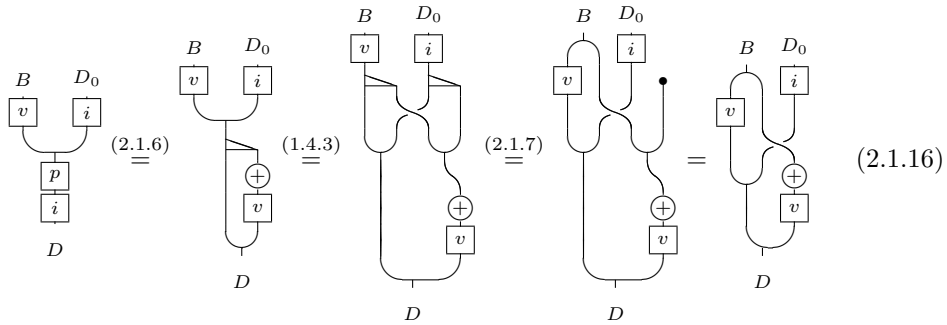 B D₀ B D₀ B D₀ B D₀ B D₀
v i v i v i i i
v v
(2.1.6) = (1.4.3) = (2.1.7) = = (2.1.16)
p + +
i v + + v
v v
D D D D D